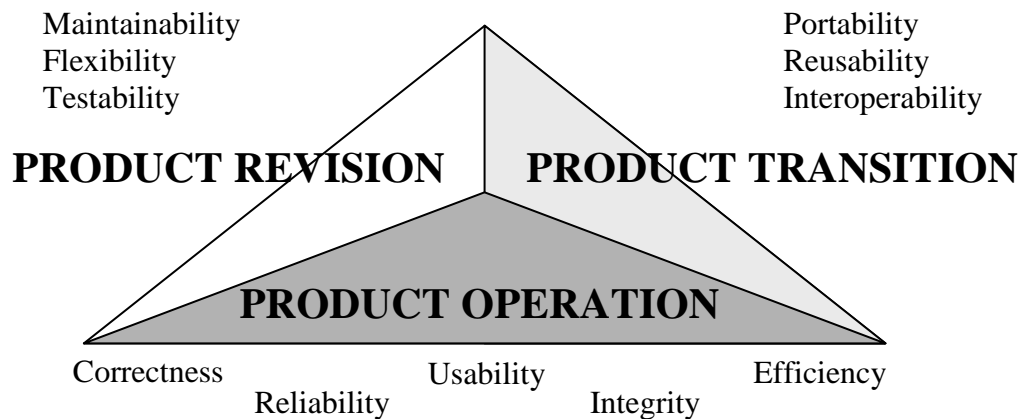 Maintainability
Flexibility
Testability
Portability
Reusability
Interoperability
PRODUCT REVISION
PRODUCT TRANSITION
PRODUCT OPERATION
Correctness
Usability
Efficiency
Reliability
Integrity